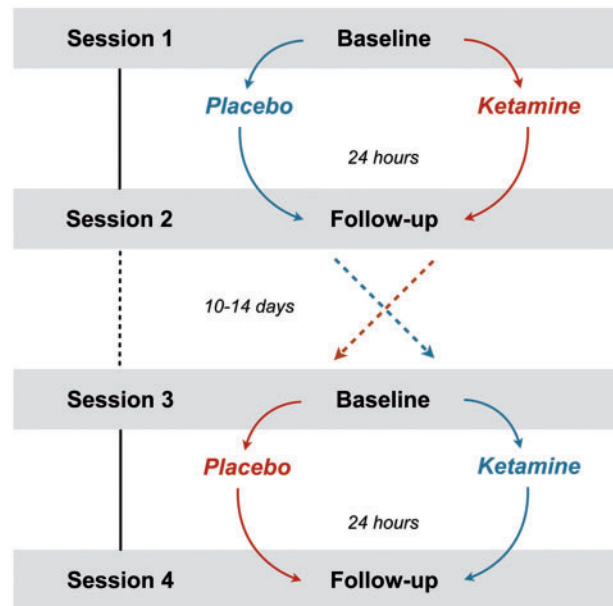 Session 1 Baseline
Placebo Ketamine
24 hours
Session 2 Follow-up
10-14 days
Session 3 Baseline
Placebo Ketamine
24 hours
Session 4 Follow-up